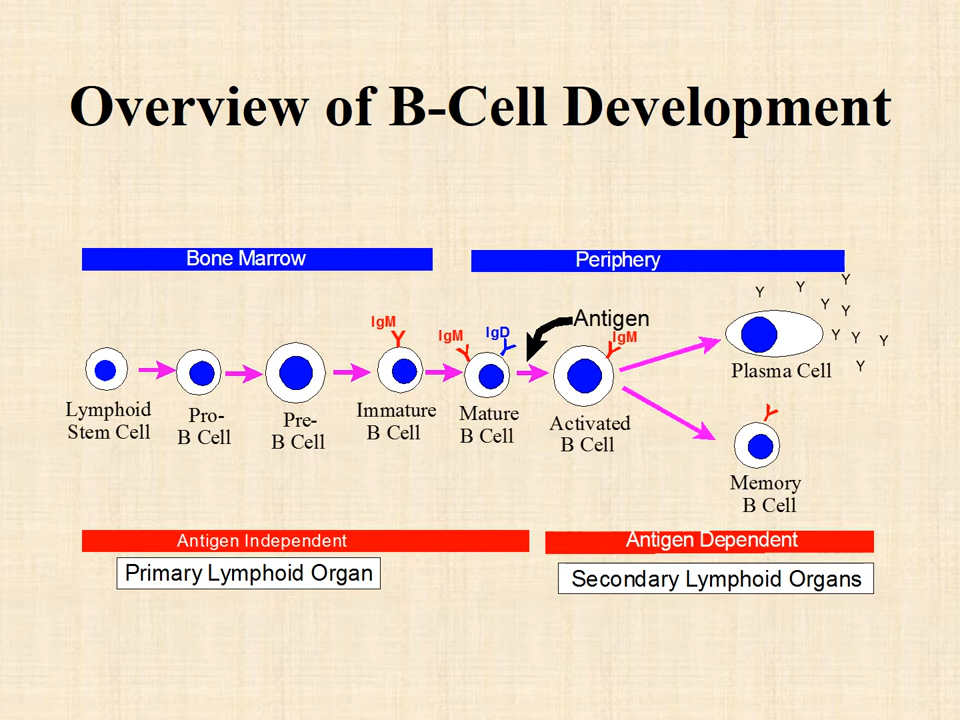 Overview of B-Cell Development
Bone Marrow
Periphery
IgM
IgM
IgD
Antigen
IgM
Y
Y
Y
Y
Y
Y
Y
Y
Y
Lymphoid
Stem Cell
Pro-
B Cell
Pre-
B Cell
Immature
B Cell
Mature
B Cell
Activated
B Cell
Plasma Cell
Memory
B Cell
Antigen Independent
Antigen Dependent
Primary Lymphoid Organ
Secondary Lymphoid Organs